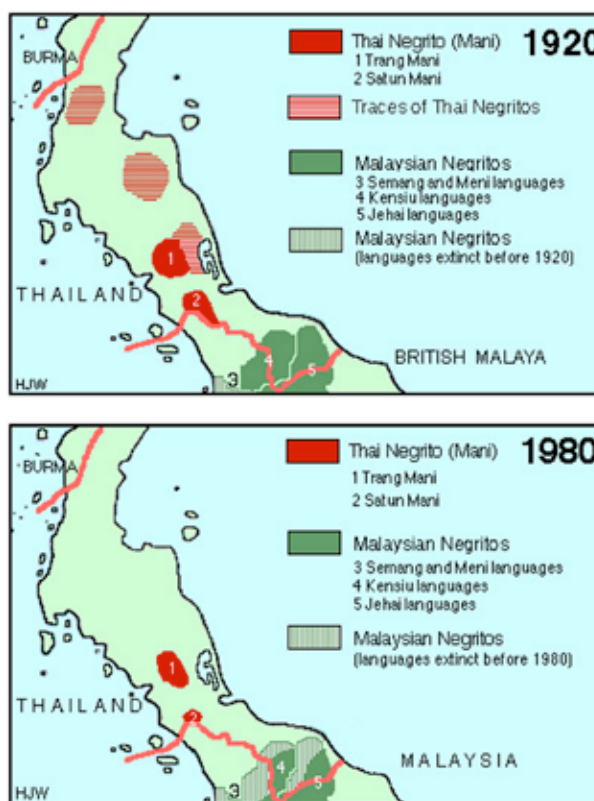 BURMA
Thai Negrito (Mani)
1920
1 Trang Mani
2 Satun Mani
Traces of Thai Negritos
Malaysian Negritos
3 Semang and Meni languages
4 Kensiu languages
5 Jehai languages
Malaysian Negritos
(languages extinct before 1920)
1
THAILAND
2
4
5
BRITISH MALAYA
3
HJW
BURMA
Thai Negrito (Mani)
1980
1 Trang Mani
2 Satun Mani
Malaysian Negritos
3 Semang and Meni languages
4 Kensiu languages
5 Jehai languages
Malaysian Negritos
(languages extinct before 1980)
1
THAILAND
2
4
5
MALAYSIA
3
HJW